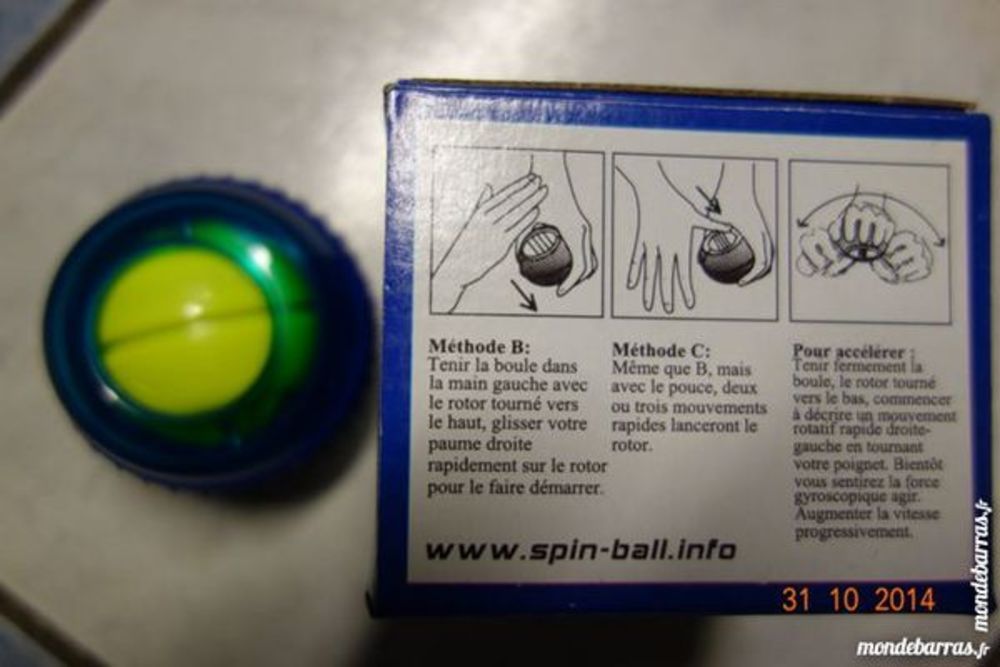 Méthode B:
Tenir la boule dans
la main gauche avec
le rotor tourné vers
le haut, glisser votre
paume droite
rapidement sur le rotor
pour le faire démarrer.
Méthode C:
Même que B, mais
avec le pouce, deux
ou trois mouvements
rapides lanceront le
rotor.
Pour accélérer :
Tenir fermement la
boule, le rotor tourné
vers le bas, commencer
à décrire un mouvement
rotatif rapide droite-
gauche en tournant
votre poignet. Bientôt
vous sentirez la force
gyroscopique agir.
Augmenter la vitesse
progressivement.
www.spin-ball.info
31 10 2014
mondebarras.fr
mondebarras.fr